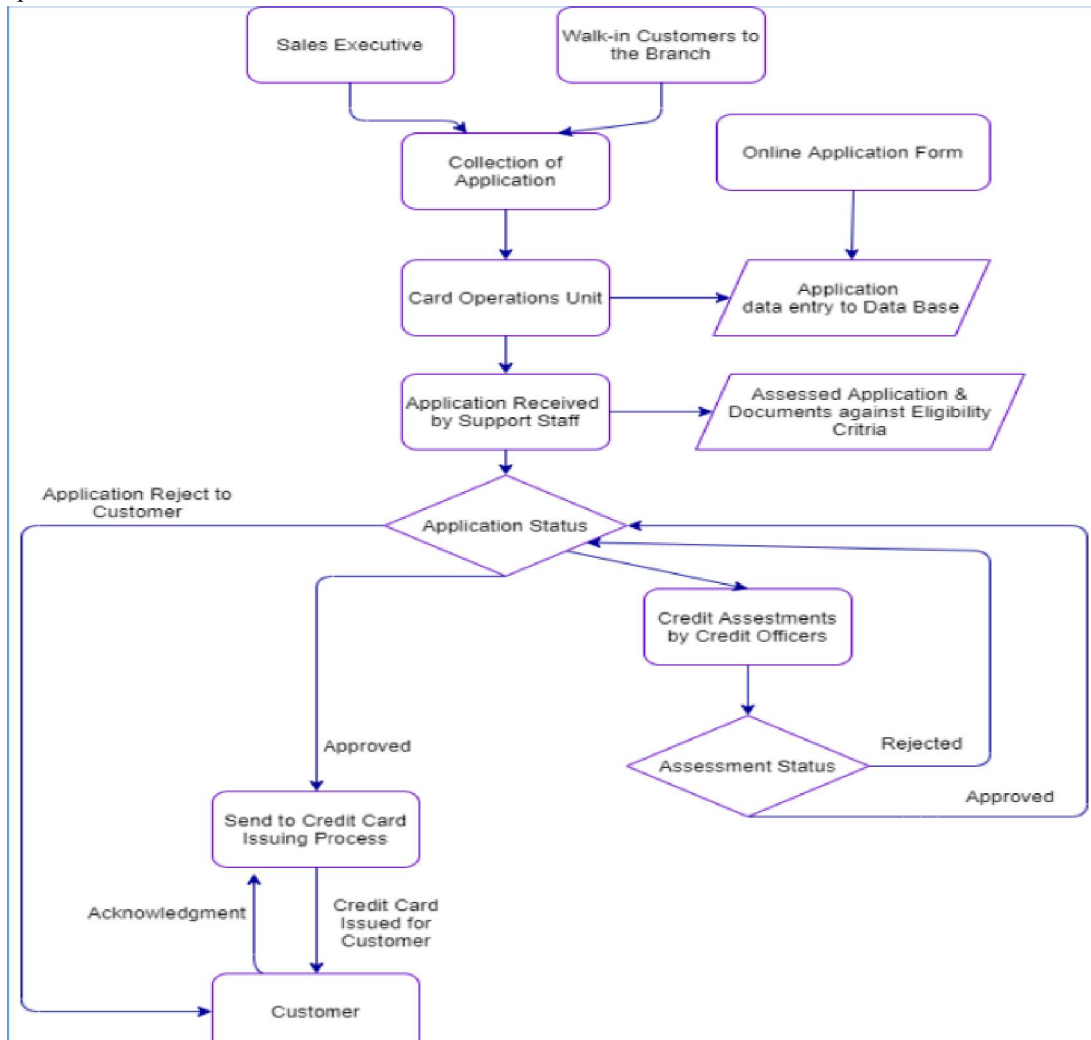 Sales Executive
Walk-in Customers to
the Branch
Collection of
Application
Online Application Form
Card Operations Unit
Application
data entry to Data Base
Application Received
by Support Staff
Assessed Application &
Documents against Eligibility
Critria
Application Reject to
Customer
Application Status
Credit Assestments
by Credit Officers
Approved
Assessment Status
Rejected
Approved
Send to Credit Card
Issuing Process
Acknowledgment
Credit Card
Issued for
Customer
Customer